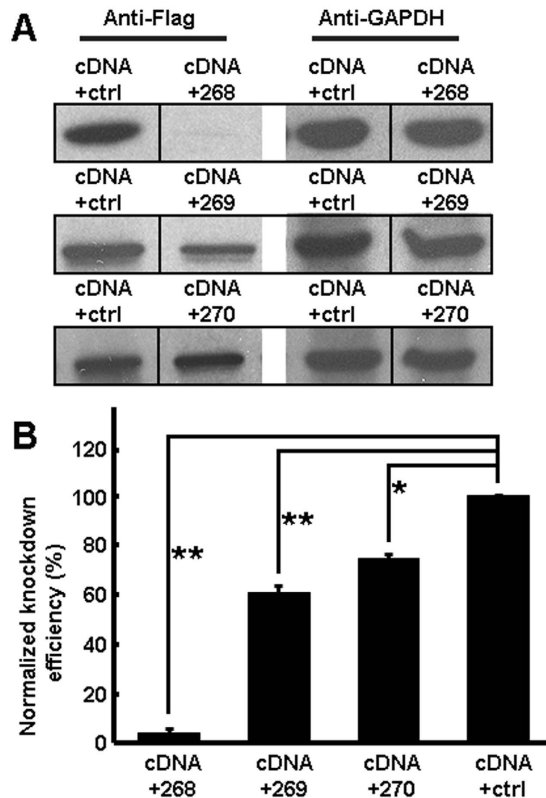 A
Anti-Flag Anti-GAPDH
cDNA cDNA cDNA cDNA
+ctrl +268 +ctrl +268
cDNA cDNA cDNA cDNA
+ctrl +269 +ctrl +269
cDNA cDNA cDNA cDNA
+ctrl +270 +ctrl +270
B
Normalized knockdown
efficiency (%)
120
100
80
60
40
20
0
**
**
*
cDNA cDNA cDNA cDNA
+268 +269 +270 +ctrl